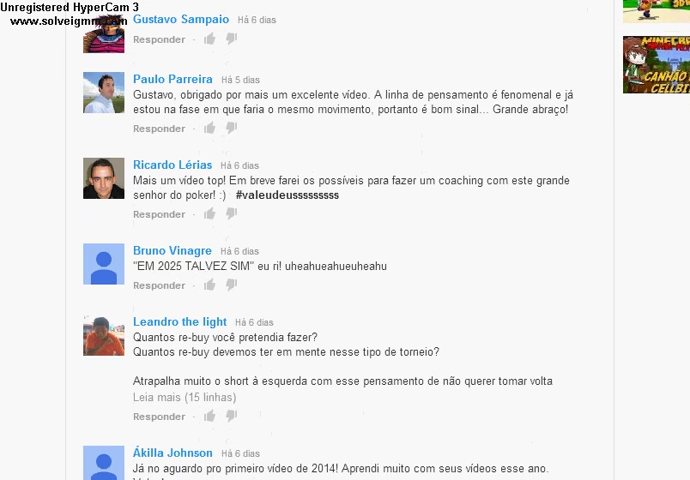 Unregistered HyperCam 3
www.solveigmm.com
Gustavo Sampaio Há 6 dias
Responder ·
Paulo Parreira Há 5 dias
Gustavo, obrigado por mais um excelente vídeo. A linha de pensamento é fenomenal e já
estou na fase em que faria o mesmo movimento, portanto é bom sinal... Grande abraço!
Responder ·
Ricardo Lérias Há 6 dias
Mais um vídeo top! Em breve farei os possíveis para fazer um coaching com este grande
senhor do poker! :) #valeudeusssssssss
Responder ·
Bruno Vinagre Há 6 dias
"EM 2025 TALVEZ SIM" eu ri! uheahueahueuheahu
Responder ·
Leandro the light Há 6 dias
Quantos re-buy você pretendia fazer?
Quantos re-buy devemos ter em mente nesse tipo de torneio?
Atrapalha muito o short à esquerda com esse pensamento de não querer tomar volta
Leia mais (15 linhas)
Responder ·
Ákilla Johnson Há 6 dias
Já no aguardo pro primeiro vídeo de 2014! Aprendi muito com seus vídeos esse ano.
CANHÃO
CELLBI